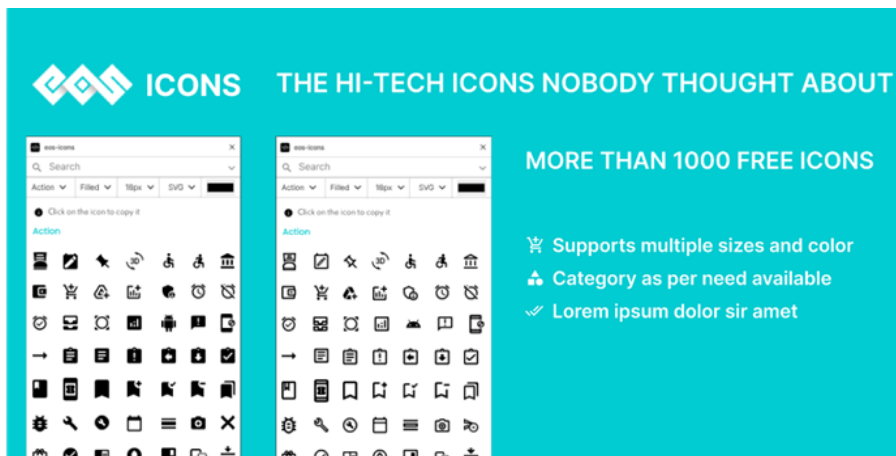 eos ICONS
THE HI-TECH ICONS NOBODY THOUGHT ABOUT
eos-icons
Search
Action Filled 18px SVG
Click on the icon to copy it
Action
3D
eos-icons
Search
Action Filled 18px SVG
Click on the icon to copy it
Action
3D
MORE THAN 1000 FREE ICONS
Supports multiple sizes and color
Category as per need available
Lorem ipsum dolor sir amet